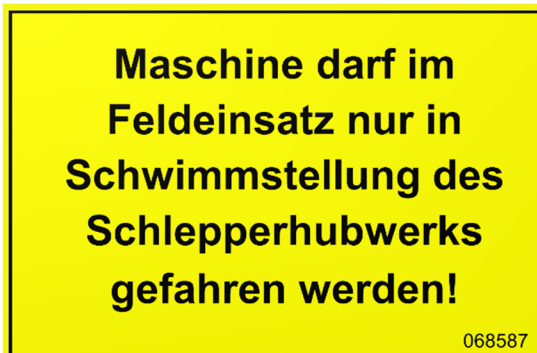 Maschine darf im
Feldeinsatz nur in
Schwimmstellung des
Schlepperhubwerks
gefahren werden!
068587